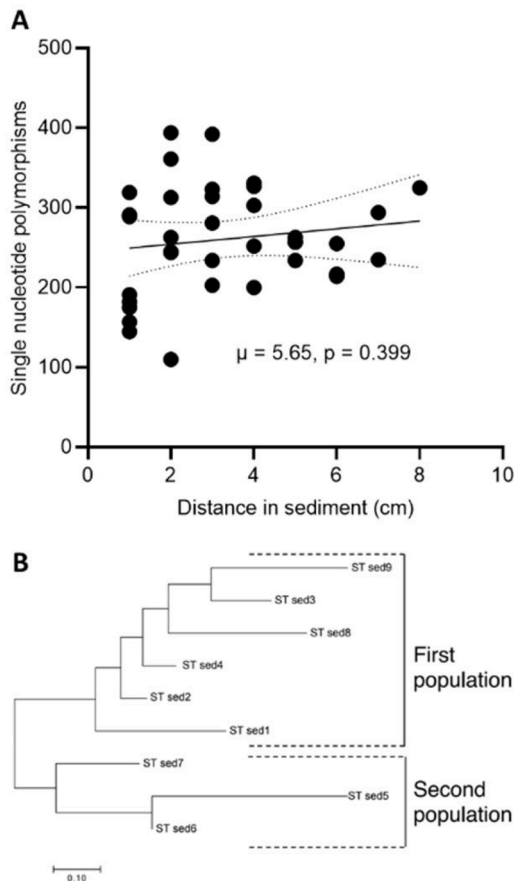 A
500
400
300
200
100
0
Single nucleotide polymorphisms
μ = 5.65, p = 0.399
0 2 4 6 8 10
Distance in sediment (cm)
B
ST sed9
ST sed3
ST sed8
ST sed4
ST sed2
ST sed1
First
population
ST sed7
ST sed5
ST sed6
Second
population
0.10